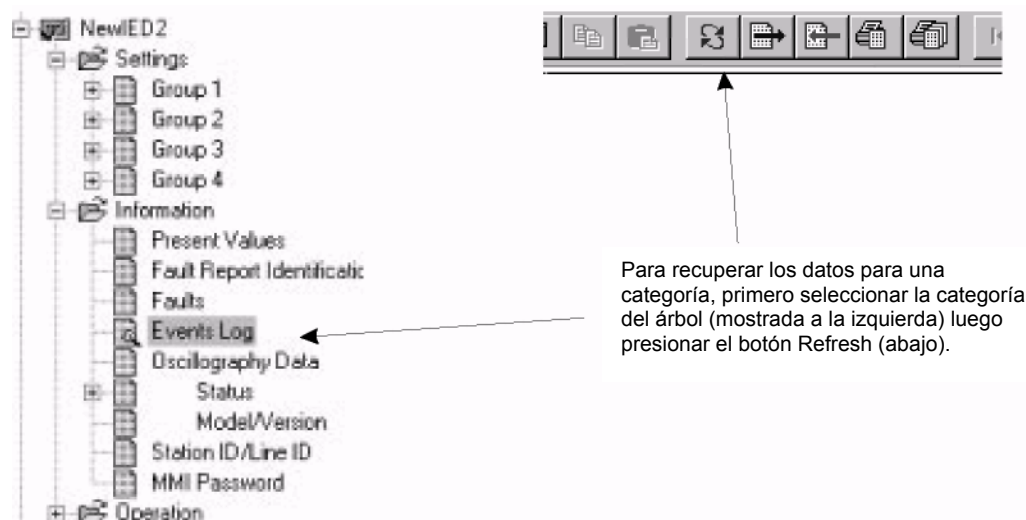 NewIED2
Settings
Group 1
Group 2
Group 3
Group 4
Information
Present Values
Fault Report Identificatic
Faults
Events Log
Oscillography Data
Status
Model/Version
Station ID/Line ID
MMI Password
Operation
Para recuperar los datos para una
categoría, primero seleccionar la categoría
del árbol (mostrada a la izquierda) luego
presionar el botón Refresh (abajo).